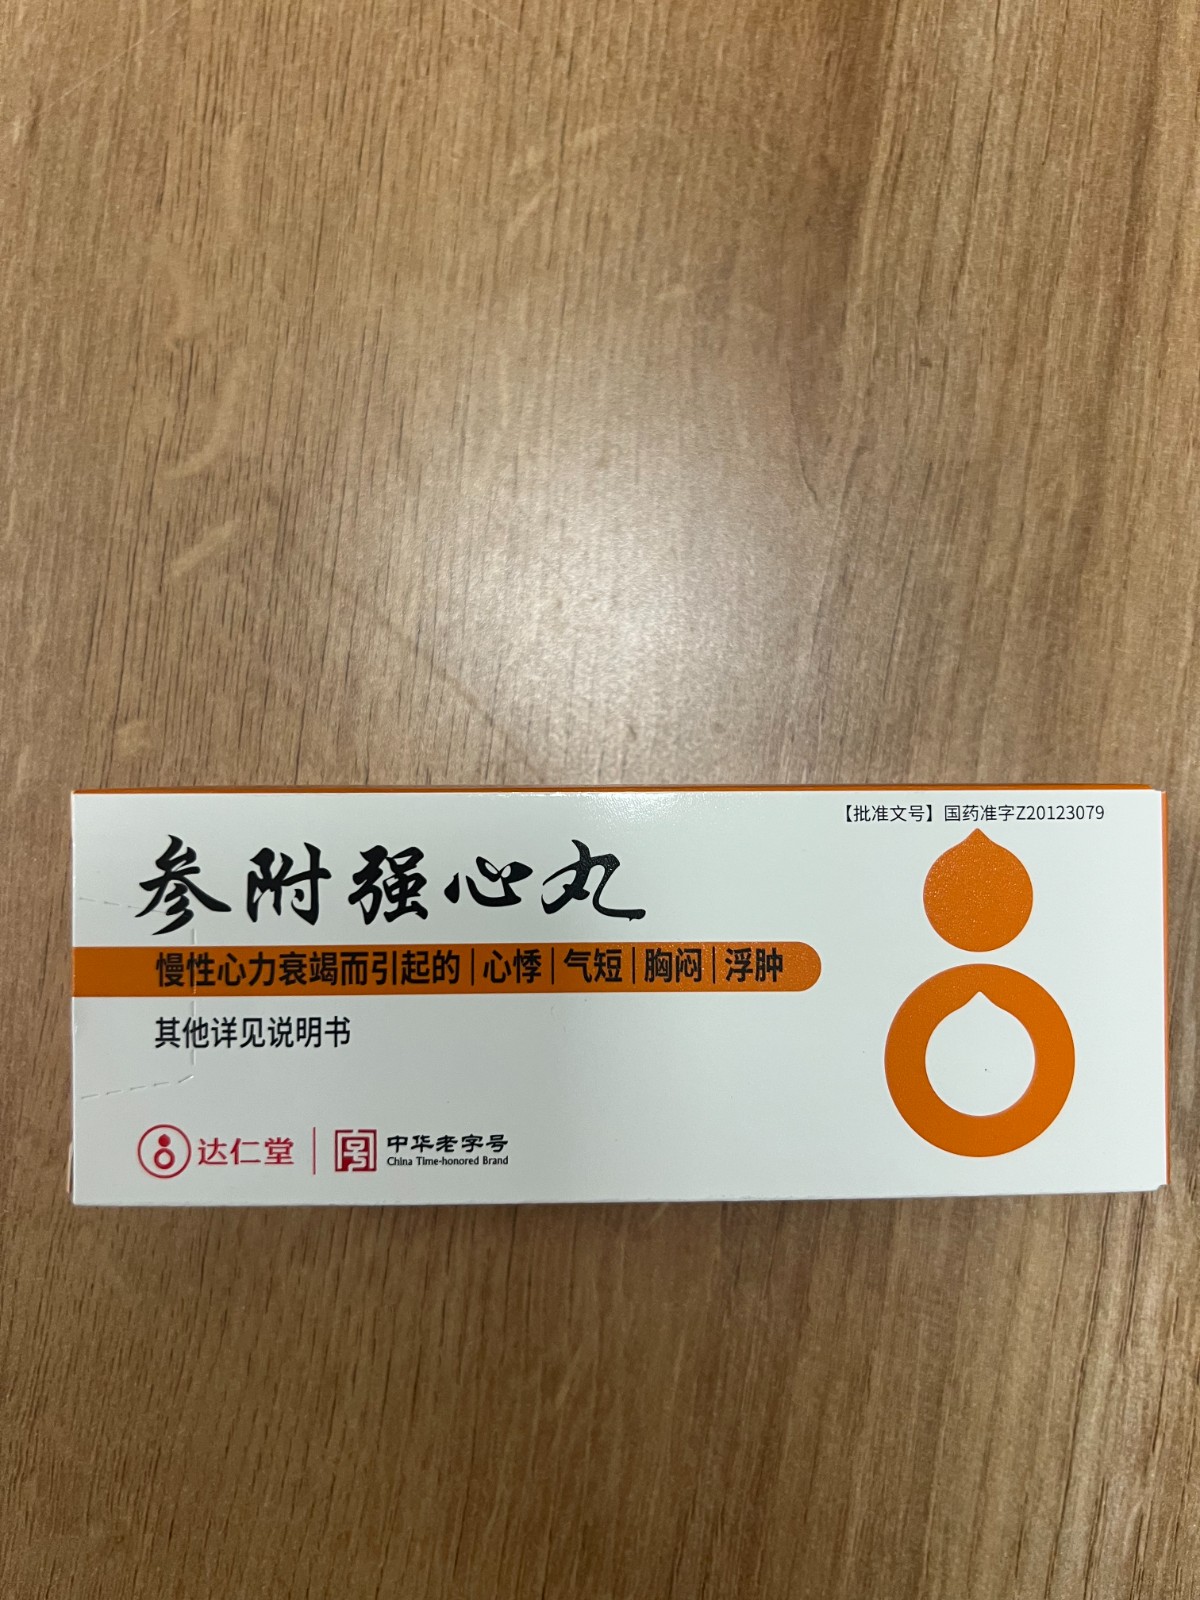 【批准文号】国药准字Z20123079
参附强心丸
慢性心力衰竭而引起的|心悸|气短|胸闷|浮肿
其他详见说明书
达仁堂
中华老字号
China Time-honored Brand